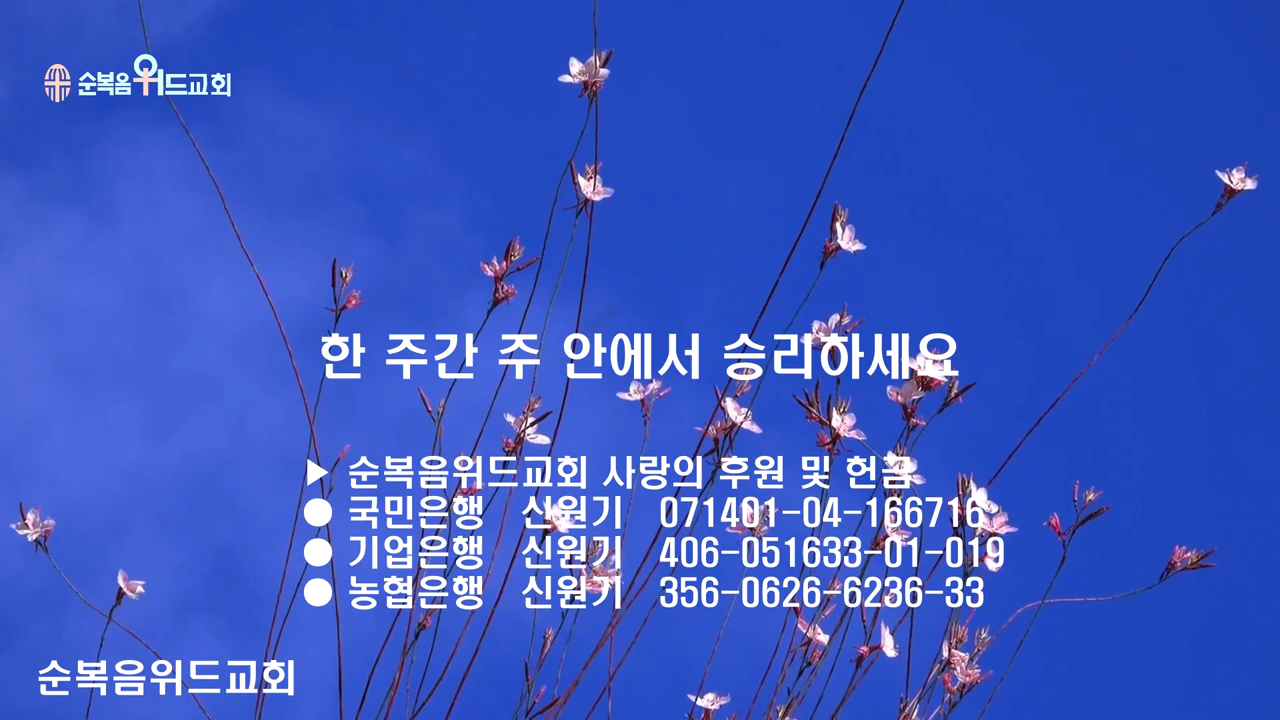 순복음위드교회
한 주간 주 안에서 승리하세요
▶ 순복음위드교회 사랑의 후원 및 헌금
● 국민은행 신원기 071401-04-166716
● 기업은행 신원기 406-051633-01-019
● 농협은행 신원기 356-0626-6236-33
순복음위드교회